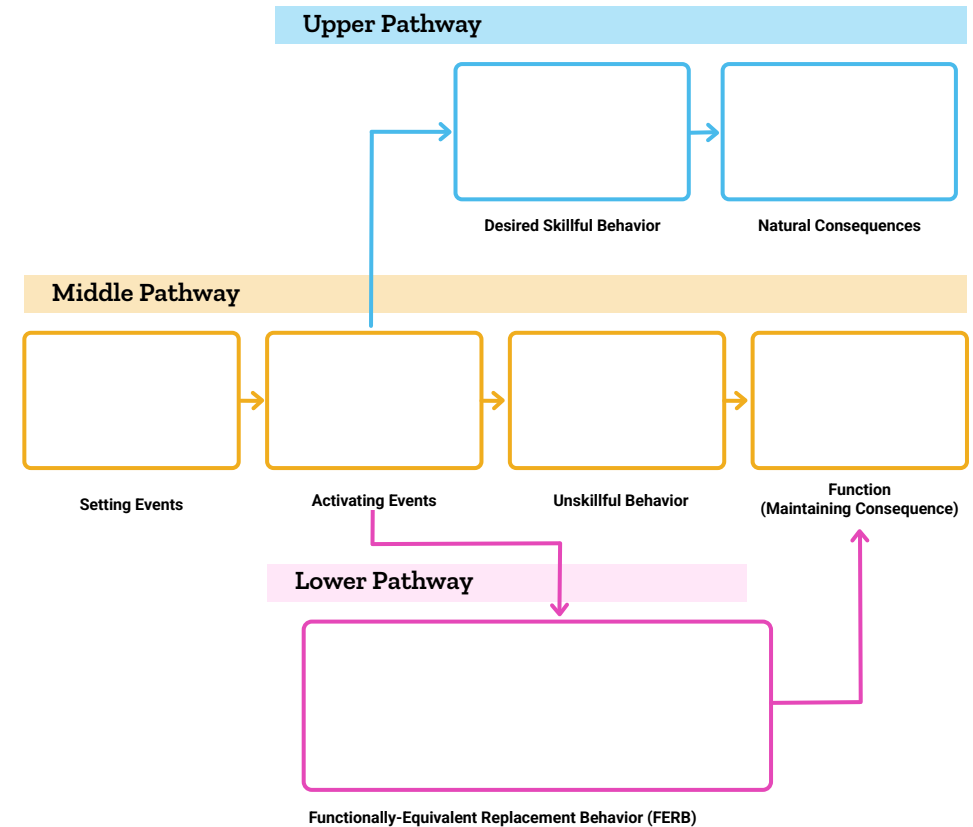 Upper Pathway
Desired Skillful Behavior
Natural Consequences
Middle Pathway
Setting Events
Activating Events
Unskillful Behavior
Function
(Maintaining Consequence)
Lower Pathway
Functionally-Equivalent Replacement Behavior (FERB)